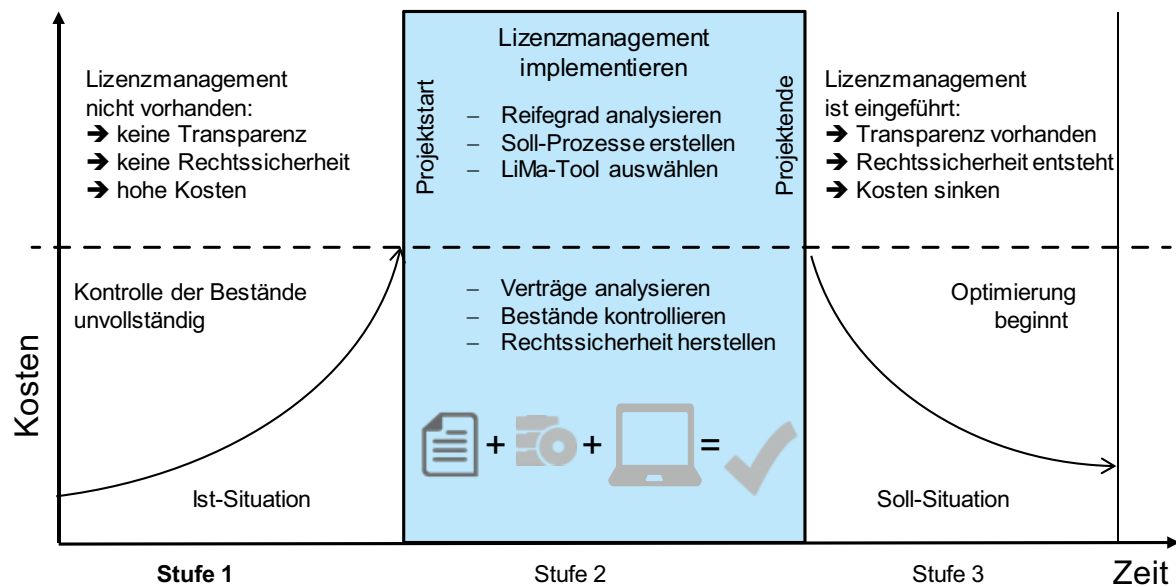 Lizenzmanagement
nicht vorhanden:
➔ keine Transparenz
➔ keine Rechtssicherheit
➔ hohe Kosten
Kontrolle der Bestände
unvollständig
Ist-Situation
Kosten
Projektstart
Lizenzmanagement
implementieren
– Reifegrad analysieren
– Soll-Prozesse erstellen
– LiMa-Tool auswählen
Projektende
– Verträge analysieren
– Bestände kontrollieren
– Rechtssicherheit herstellen
+ + =
Lizenzmanagement
ist eingeführt:
➔ Transparenz vorhanden
➔ Rechtssicherheit entsteht
➔ Kosten sinken
Optimierung
beginnt
Soll-Situation
Stufe 1
Stufe 2
Stufe 3
Zeit